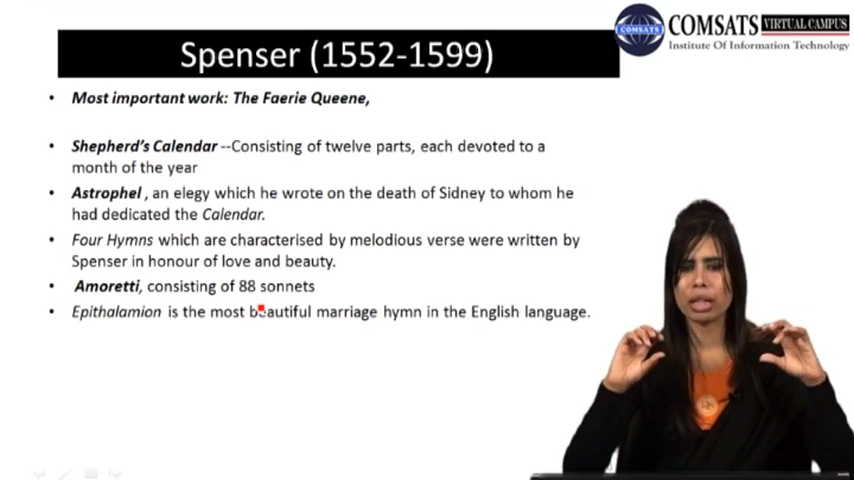 COMSATS VIRTUAL CAMPUS
COMSATS
Institute Of Information Technology
Spenser (1552-1599)
• Most important work: The Faerie Queene,
• Shepherd's Calendar --Consisting of twelve parts, each devoted to a
month of the year
• Astrophel , an elegy which he wrote on the death of Sidney to whom he
had dedicated the Calendar.
• Four Hymns which are characterised by melodious verse were written by
Spenser in honour of love and beauty.
• Amoretti, consisting of 88 sonnets
• Epithalamion is the most beautiful marriage hymn in the English language.